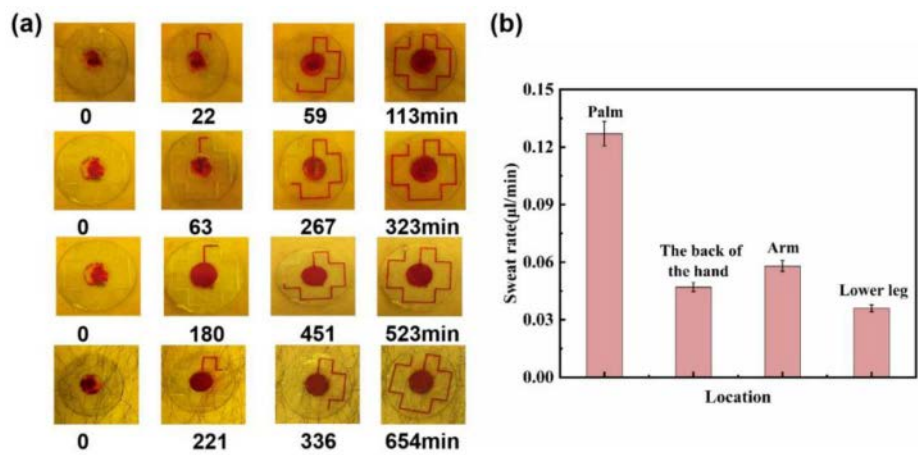 (a)
0 22 59 113min
0 63 267 323min
0 180 451 523min
0 221 336 654min
(b)
Sweat rate(μl/min)
0.15
0.12
0.09
0.06
0.03
0.00
Palm
The back of
the hand
Arm
Lower leg
Location